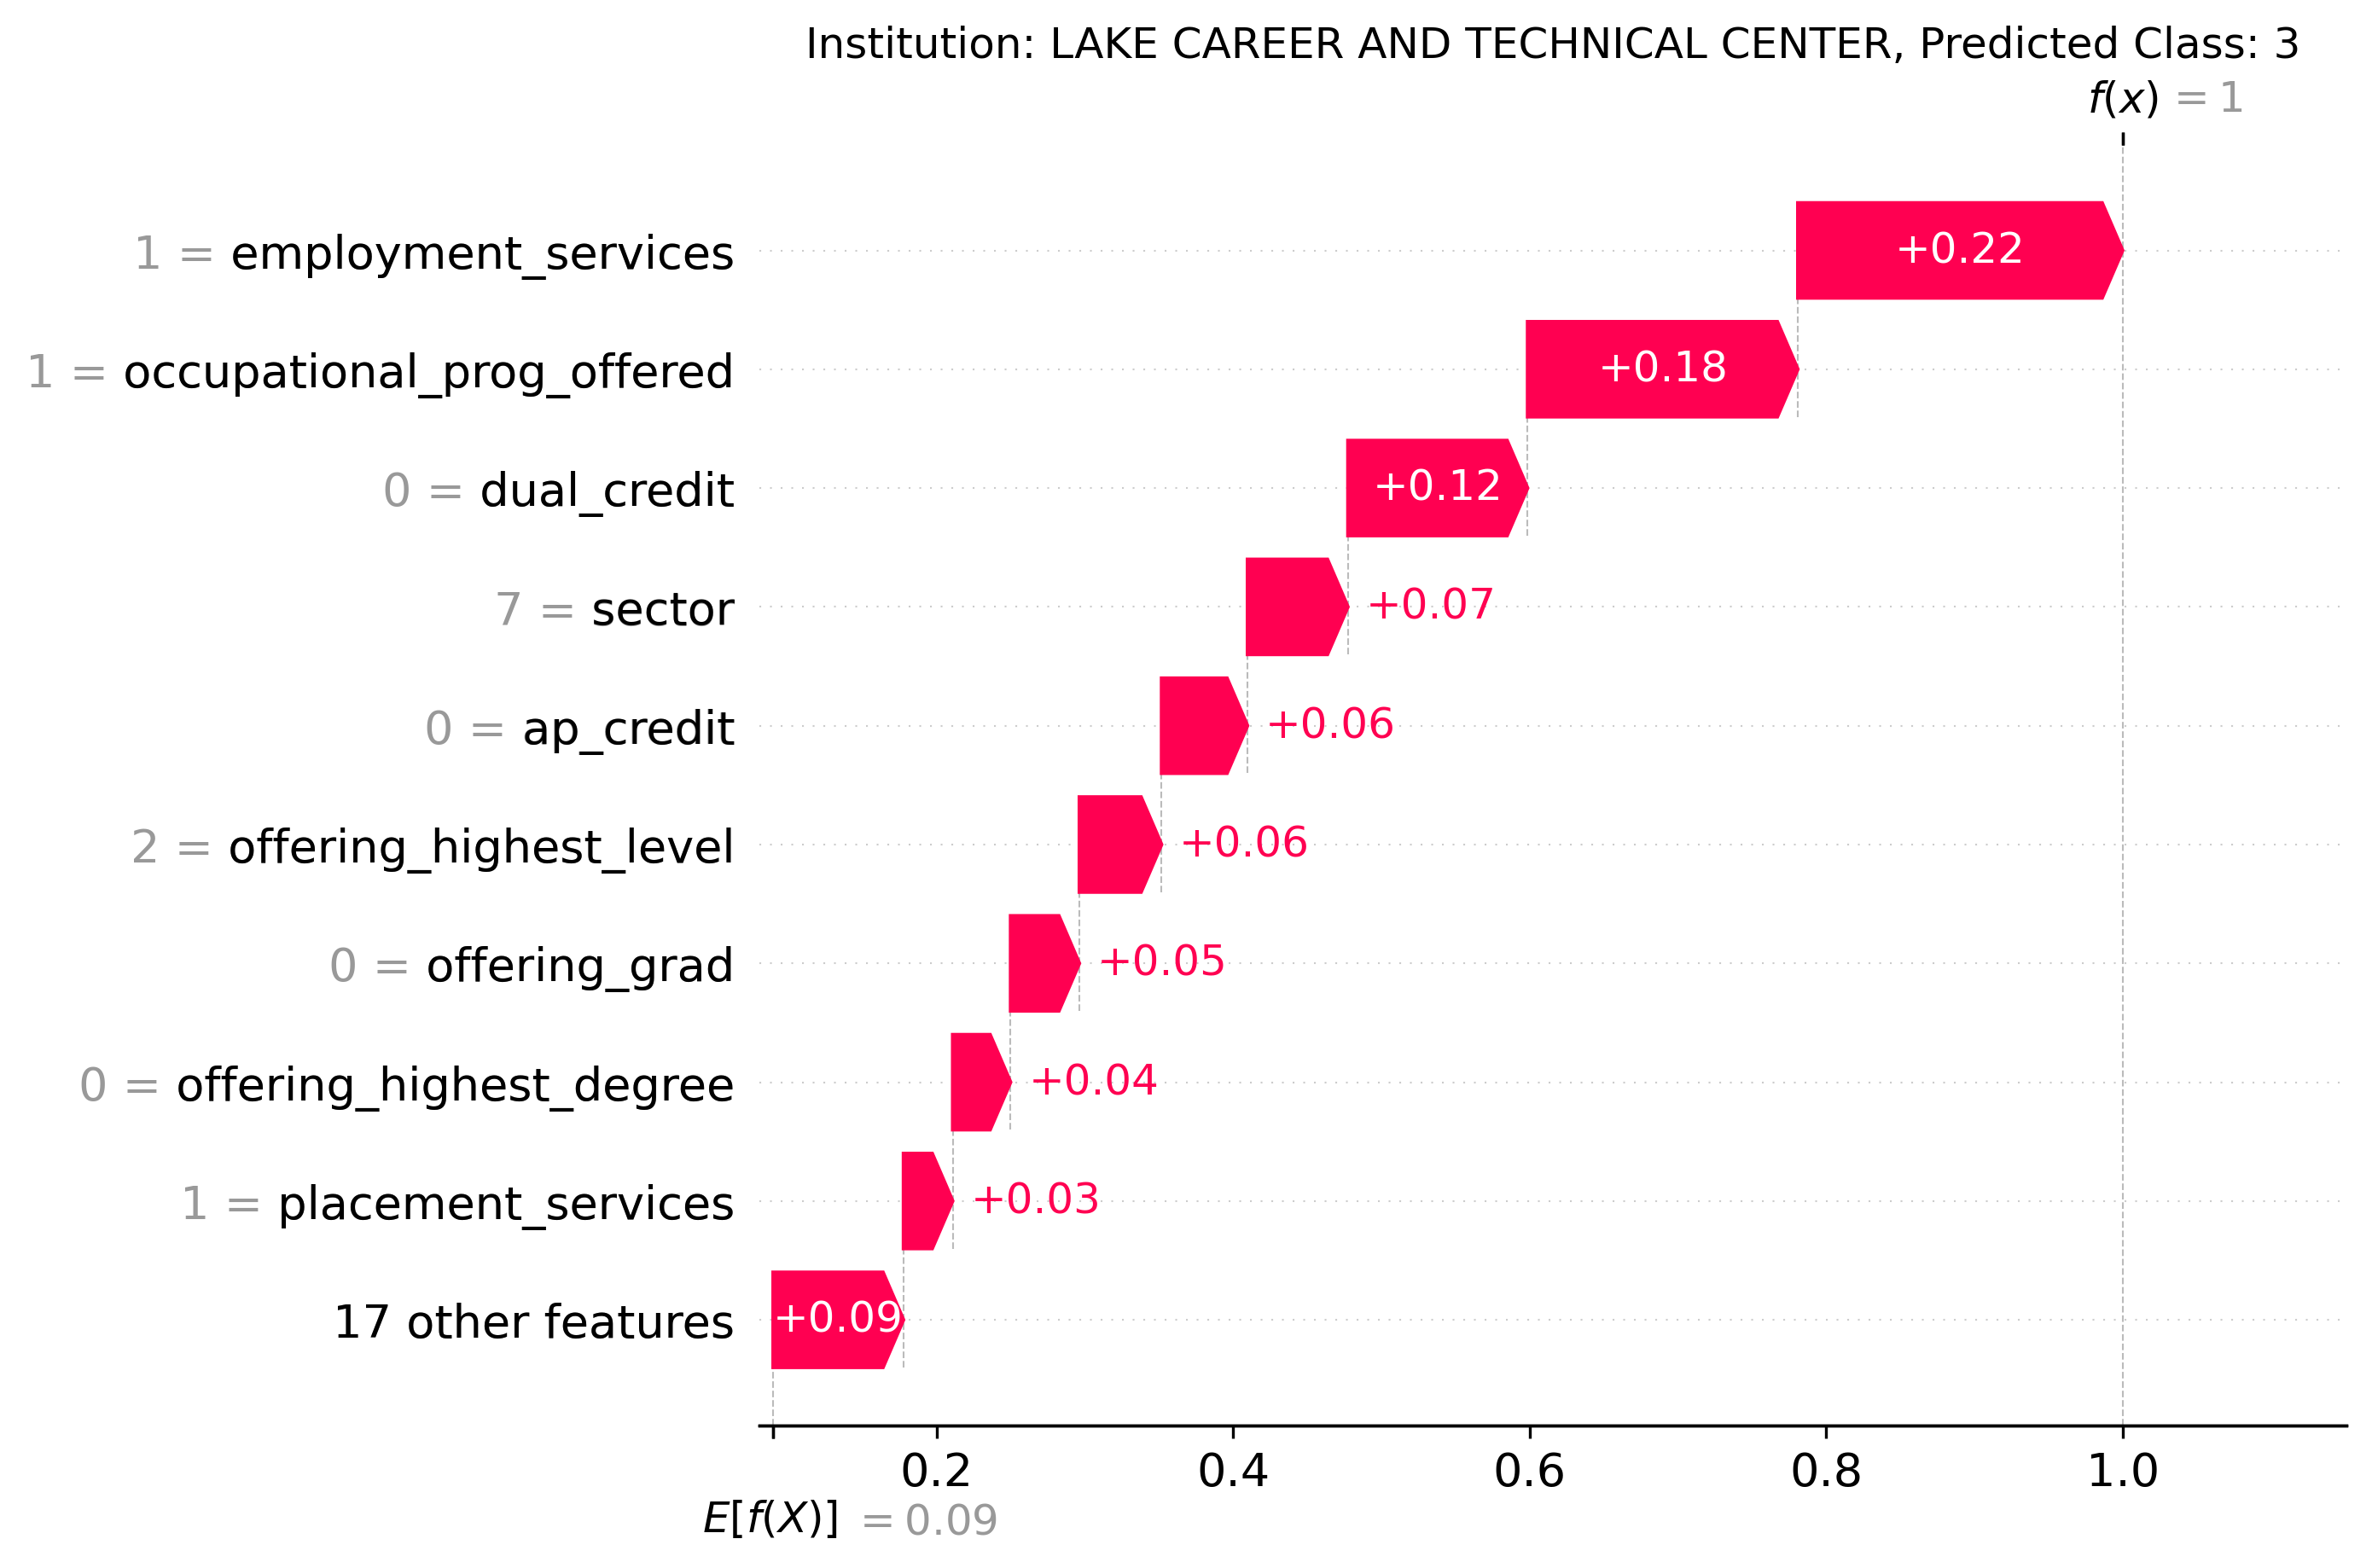 Institution: LAKE CAREER AND TECHNICAL CENTER, Predicted Class: 3
f(x) = 1
1 = employment_services +0.22
1 = occupational_prog_offered +0.18
0 = dual_credit +0.12
7 = sector +0.07
0 = ap_credit +0.06
2 = offering_highest_level +0.06
0 = offering_grad +0.05
0 = offering_highest_degree +0.04
1 = placement_services +0.03
17 other features +0.09
0.2 0.4 0.6 0.8 1.0
E[f(X)] = 0.09